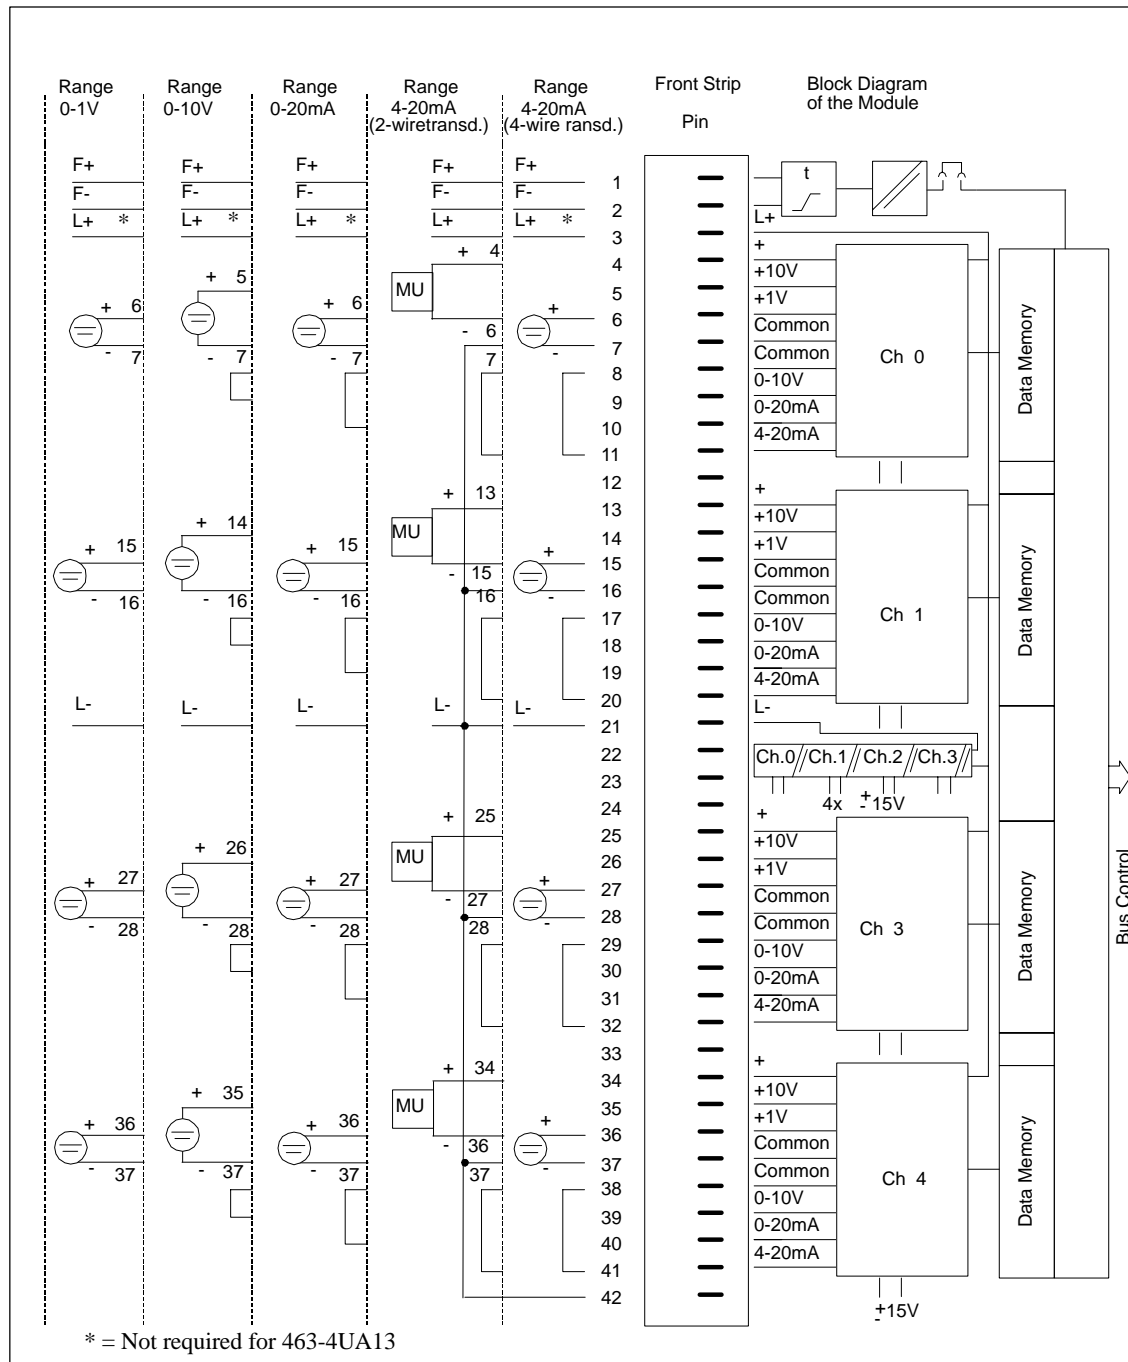 Range
0-1V
Range
0-10V
Range
0-20mA
Range
4-20mA
(2-wiretransd.)
Range
4-20mA
(4-wire ransd.)
Front Strip
Pin
Block Diagram
of the Module
F+ F+ F+ F+ F+ 1 t
F- F- F- F- F- 2
L+ * L+ * L+ * L+ L+ * 3 L+
+ 4 4 +
+ 5 MU 5 +10V
+ 6 + 6 + 6 +1V
- 6 Common
- 7 - 7 - 7 7 - 7 Common
8 0-10V
9 0-20mA
10 4-20mA
11
Ch 0
Data Memory
12
+ 13 13 +
+ 14 MU 14 +10V
+ 15 + 15 + 15 +1V
- 15 Common
- 16 - 16 - 16 16 - 16 Common
17 0-10V
18 0-20mA
19 4-20mA
20
Ch 1
Data Memory
L- L- L- L- L- 21 L-
22
23
24
Ch.0 Ch.1 Ch.2 Ch.3
4x +-15V
+ 25 25 +
+ 26 MU 26 +10V
+ 27 + 27 + 27 +1V
- 27 Common
- 28 - 28 - 28 28 - 28 Common
29 0-10V
30 0-20mA
31 4-20mA
32
Ch 3
Data Memory
33
+ 34 34 +
+ 35 MU 35 +10V
+ 36 + 36 + 36 +1V
- 36 Common
- 37 - 37 - 37 37 - 37 Common
38 0-10V
39 0-20mA
40 4-20mA
41
42
Ch 4
Data Memory
+-15V
Bus Control
* = Not required for 463-4UA13